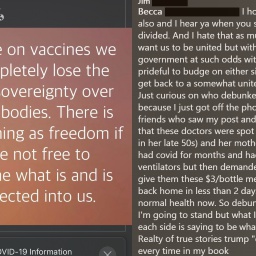 e on vaccines we
pletely lose the
sovereignty over
bodies. There is
ning as freedom if
e not free to
ne what is and is
ected into us.
VID-19 Information
Jim
Becca I ho
also and I hear ya when you s
divided. And I hate that as mu
want us to be united but with
government at such odds wit
prideful to budge on either si
get back to a somewhat unite
Just curious on who debunke
because I just got off the pho
friends who saw my post and
that these doctors were spot
in her late 50s) and her mothe
had covid for months and ha
ventilators but then demande
give them these $3/bottle me
back home in less than 2 day
normal health now. So debun
I'm going to stand but what I
each side is saying to be wha
Realty of true stories trump "
every time in my book